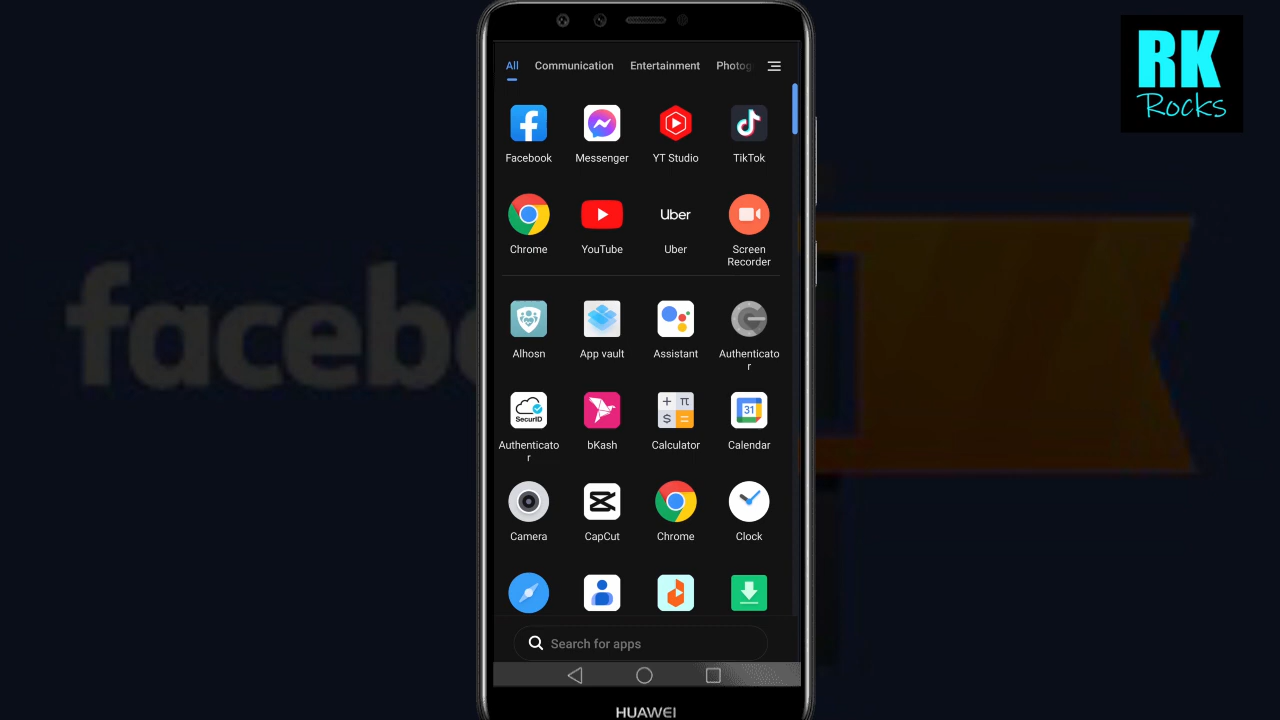 RK
Rocks
All Communication Entertainment Photog
Facebook Messenger YT Studio TikTok
Uber
Chrome YouTube Uber Screen
Recorder
Alhosn App vault Assistant Authenticato
r
SecurID
+ π
31
S =
Authenticato bKash Calculator Calendar
r
Camera CapCut Chrome Clock
Search for apps
HUAWEI
faceb